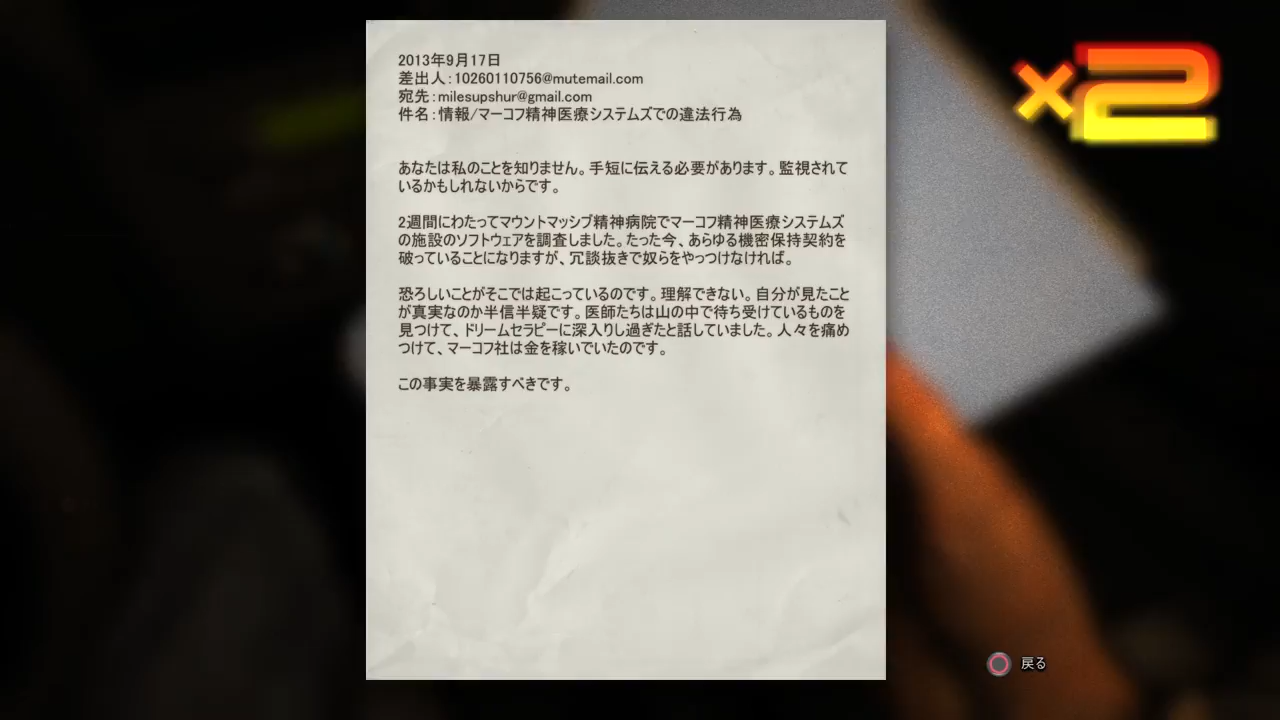 2013年9月17日
差出人：10260110756@mutemail.com
宛先：milesupshur@gmail.com
件名：情報/マーコフ精神医療システムズでの違法行為
あなたは私のことを知りません。手短に伝える必要があります。監視されて
いるかもしれないからです。
2週間にわたってマウントマッシブ精神病院でマーコフ精神医療システムズ
の施設のソフトウェアを調査しました。たった今、あらゆる機密保持契約を
破っていることになりますが、冗談抜きで奴らをやっつけなければ。
恐ろしいことがそこでは起こっているのです。理解できない。自分が見たこと
が真実なのか半信半疑です。医師たちは山の中で待ち受けているものを
見つけて、ドリームセラピーに深入りし過ぎたと話していました。人々を痛め
つけて、マーコフ社は金を稼いでいたのです。
この事実を暴露すべきです。
×2
戻る